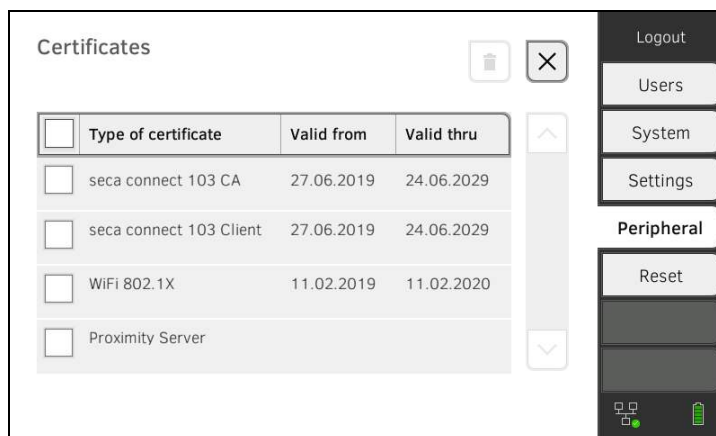 Certificates
Type of certificate Valid from Valid thru
seca connect 103 CA 27.06.2019 24.06.2029
seca connect 103 Client 27.06.2019 24.06.2029
WiFi 802.1X 11.02.2019 11.02.2020
Proximity Server
Logout
Users
System
Settings
Peripheral
Reset